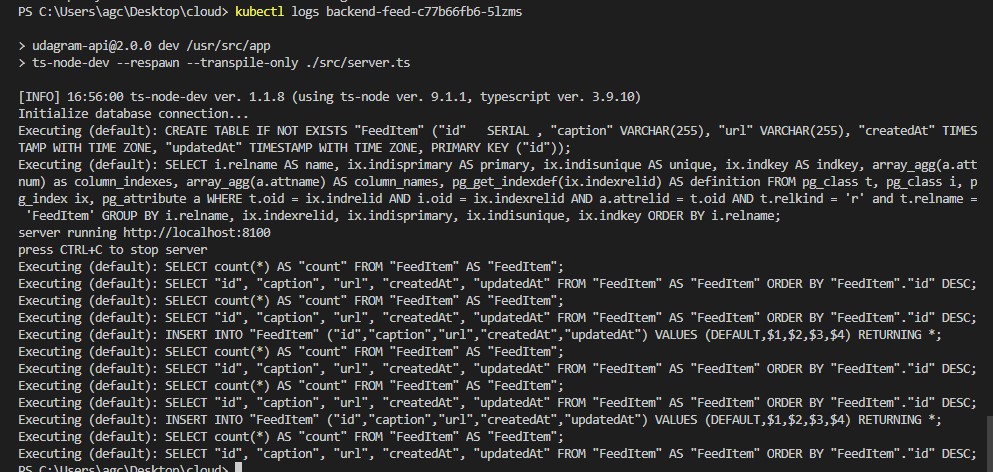 PS C:\Users\agc\Desktop\cloud> kubectl logs backend-feed-c77b66fb6-5lzms
> udagram-api@2.0.0 dev /usr/src/app
> ts-node-dev --respawn --transpile-only ./src/server.ts
[INFO] 16:56:00 ts-node-dev ver. 1.1.8 (using ts-node ver. 9.1.1, typescript ver. 3.9.10)
Initialize database connection...
Executing (default): CREATE TABLE IF NOT EXISTS "FeedItem" ("id"   SERIAL , "caption" VARCHAR(255), "url" VARCHAR(255), "createdAt" TIMES
TAMP WITH TIME ZONE, "updatedAt" TIMESTAMP WITH TIME ZONE, PRIMARY KEY ("id"));
Executing (default): SELECT i.relname AS name, ix.indisprimary AS primary, ix.indisunique AS unique, ix.indkey AS indkey, array_agg(a.att
num) as column_indexes, array_agg(a.attname) AS column_names, pg_get_indexdef(ix.indexrelid) AS definition FROM pg_class t, pg_class i, p
g_index ix, pg_attribute a WHERE t.oid = ix.indrelid AND i.oid = ix.indexrelid AND a.attrelid = t.oid AND t.relkind = 'r' and t.relname =
 'FeedItem' GROUP BY i.relname, ix.indexrelid, ix.indisprimary, ix.indisunique, ix.indkey ORDER BY i.relname;
server running http://localhost:8100
press CTRL+C to stop server
Executing (default): SELECT count(*) AS "count" FROM "FeedItem" AS "FeedItem";
Executing (default): SELECT "id", "caption", "url", "createdAt", "updatedAt" FROM "FeedItem" AS "FeedItem" ORDER BY "FeedItem"."id" DESC;
Executing (default): SELECT count(*) AS "count" FROM "FeedItem" AS "FeedItem";
Executing (default): SELECT "id", "caption", "url", "createdAt", "updatedAt" FROM "FeedItem" AS "FeedItem" ORDER BY "FeedItem"."id" DESC;
Executing (default): INSERT INTO "FeedItem" ("id","caption","url","createdAt","updatedAt") VALUES (DEFAULT,$1,$2,$3,$4) RETURNING *;
Executing (default): SELECT count(*) AS "count" FROM "FeedItem" AS "FeedItem";
Executing (default): SELECT "id", "caption", "url", "createdAt", "updatedAt" FROM "FeedItem" AS "FeedItem" ORDER BY "FeedItem"."id" DESC;
Executing (default): SELECT count(*) AS "count" FROM "FeedItem" AS "FeedItem";
Executing (default): SELECT "id", "caption", "url", "createdAt", "updatedAt" FROM "FeedItem" AS "FeedItem" ORDER BY "FeedItem"."id" DESC;
Executing (default): INSERT INTO "FeedItem" ("id","caption","url","createdAt","updatedAt") VALUES (DEFAULT,$1,$2,$3,$4) RETURNING *;
Executing (default): SELECT count(*) AS "count" FROM "FeedItem" AS "FeedItem";
Executing (default): SELECT "id", "caption", "url", "createdAt", "updatedAt" FROM "FeedItem" AS "FeedItem" ORDER BY "FeedItem"."id" DESC;
PS C:\Users\agc\Desktop\cloud>